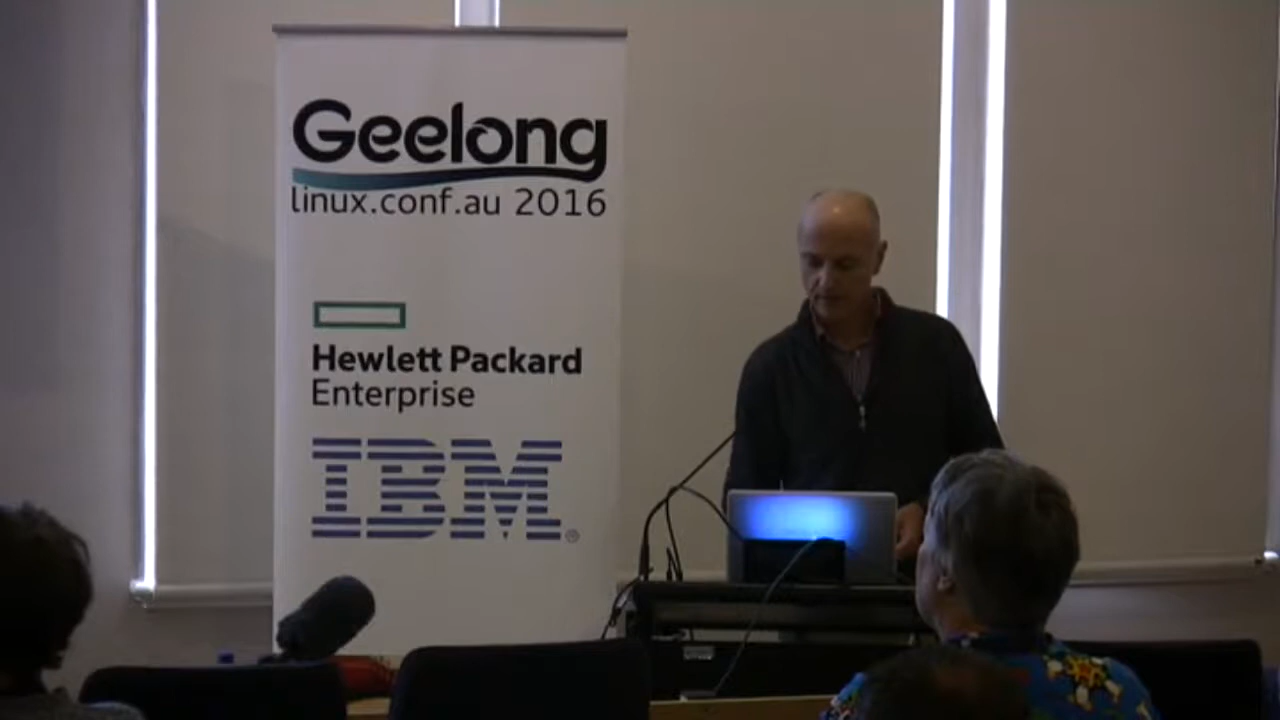 Geelong
linux.conf.au 2016
Hewlett Packard
Enterprise
IBM®